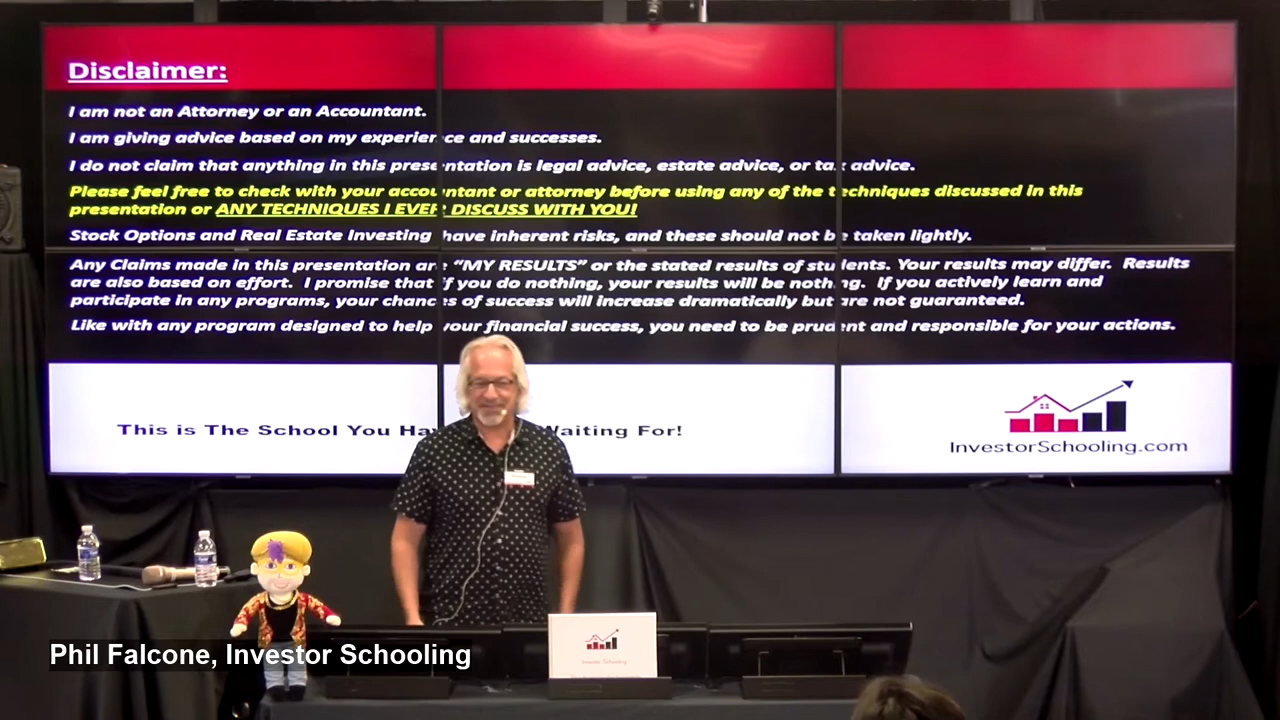 Disclaimer:
I am not an Attorney or an Accountant.
I am giving advice based on my experience and successes.
I do not claim that anything in this presentation is legal advice, estate advice, or tax advice.
Please feel free to check with your accountant or attorney before using any of the techniques discussed in this
presentation or ANY TECHNIQUES I EVER DISCUSS WITH YOU!
Stock Options and Real Estate Investing have inherent risks, and these should not be taken lightly.
Any Claims made in this presentation are “MY RESULTS” or the stated results of students. Your results may differ. Results
are also based on effort. I promise that if you do nothing, your results will be nothing. If you actively learn and
participate in any programs, your chances of success will increase dramatically but are not guaranteed.
Like with any program designed to help your financial success, you need to be prudent and responsible for your actions.
This is The School You Ha Waiting For!
InvestorSchooling.com
Investor Schooling
Phil Falcone, Investor Schooling